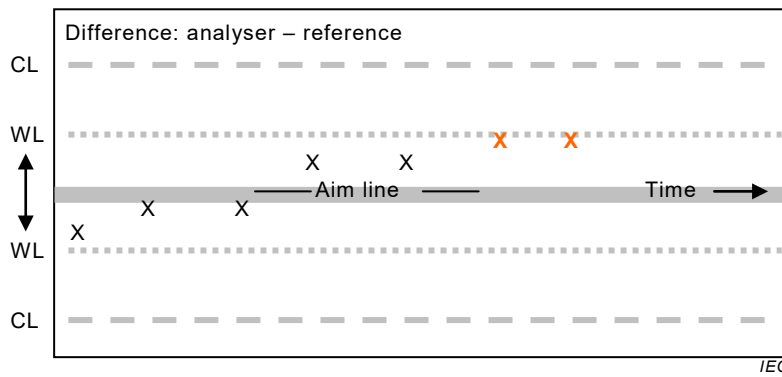 Difference: analyser – reference
CL
WL
X X
X X
Aim line Time
X X
X
WL
CL
IEC